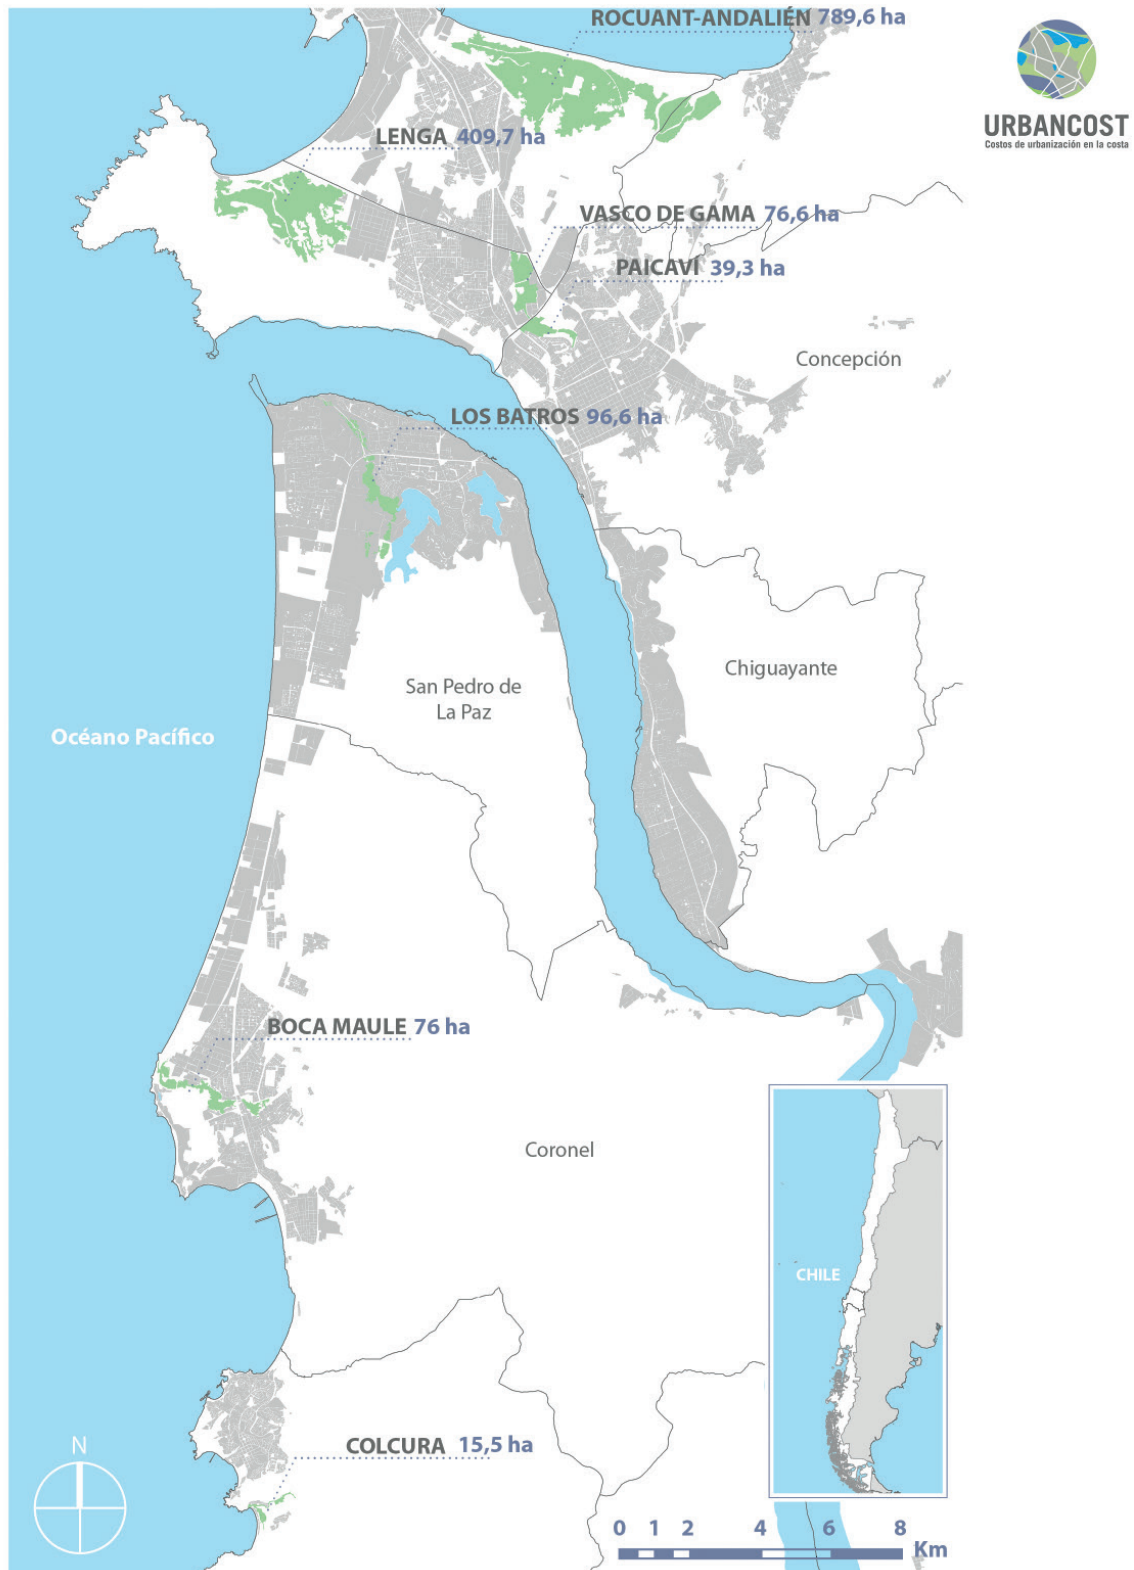 ROCUANT-ANDALIÉN 789,6 ha
URBANCOST
Costos de urbanización en la costa
LENGA 409,7 ha
VASCO DE GAMA 76,6 ha
PAICAVÍ 39,3 ha
Concepción
LOS BATROS 96,6 ha
Chiguayante
San Pedro de
La Paz
Océano Pacífico
BOCA MAULE 76 ha
Coronel
CHILE
COLCURA 15,5 ha
N
0 1 2 4 6 8
Km